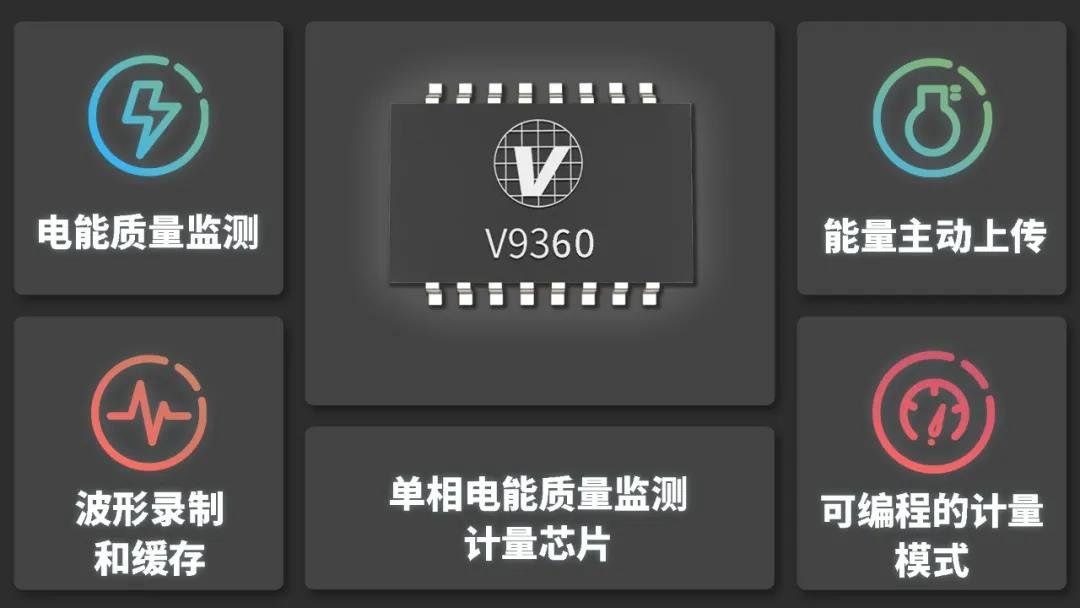 电能质量监测
V
V9360
能量主动上传
波形录制
和缓存
单相电能质量监测
计量芯片
可编程的计量
模式